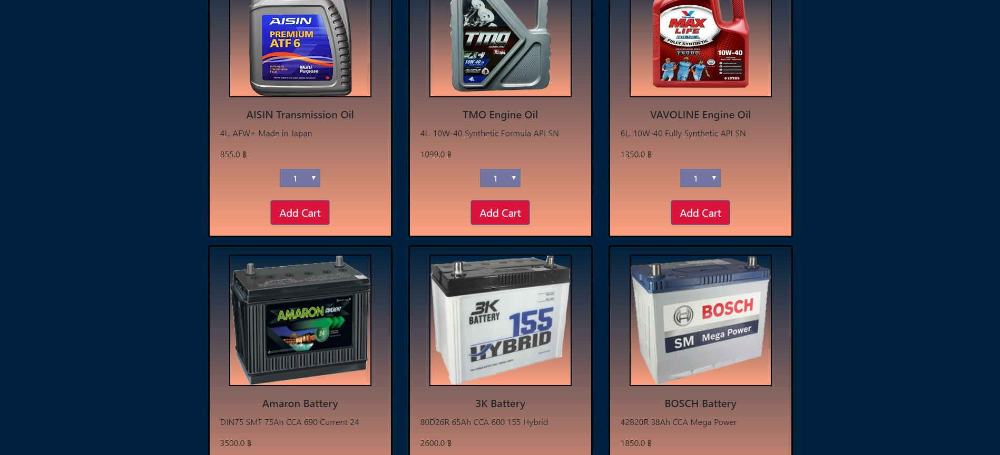 AISIN
PREMIUM
ATF 6
Automatic
Transmission
Fluid
Multi
Purpose
TMO
LUBRICANT
10W 40 SN
4L
Valvoline
MAX
LIFE
DIESEL
FULLY SYNTHETIC
75000
10W-40
6 LITERS
AISIN Transmission Oil
4L. AFW+ Made in Japan
855.0 ฿
1
Add Cart
TMO Engine Oil
4L. 10W-40 Synthetic Formula API SN
1099.0 ฿
1
Add Cart
VAVOLINE Engine Oil
6L. 10W-40 Fully Synthetic API SN
1350.0 ฿
1
Add Cart
AMARON CURRENT
24
3K
BATTERY
155
HYBRID
BOSCH
SM Mega Power
Amaron Battery
DIN75 SMF 75Ah CCA 690 Current 24
3500.0 ฿
3K Battery
80D26R 65Ah CCA 600 155 Hybrid
2600.0 ฿
BOSCH Battery
42B20R 38Ah CCA Mega Power
1850.0 ฿